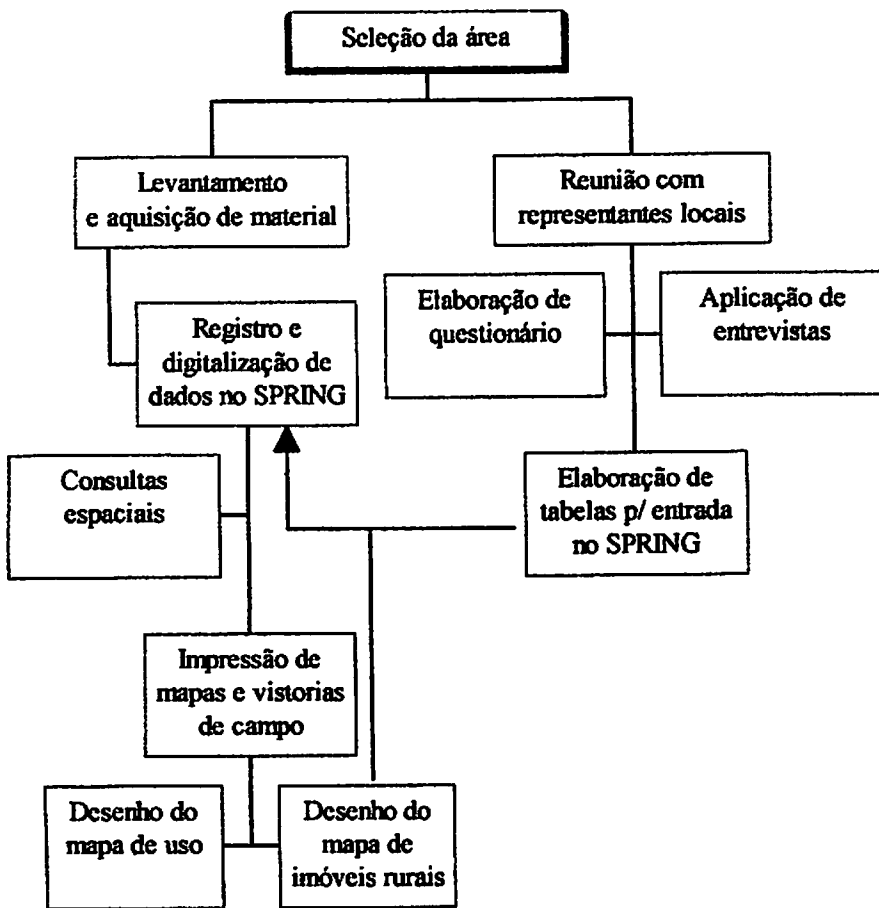 Seleção da área
Levantamento
e aquisição de material
Reunião com
representantes locais
Elaboração de
questionário
Aplicação de
entrevistas
Registro e
digitalização de
dados no SPRING
Consultas
espaciais
Elaboração de
tabelas p/ entrada
no SPRING
Impressão de
mapas e vistorias
de campo
Desenho do
mapa de uso
Desenho do
mapa de
imóveis rurais